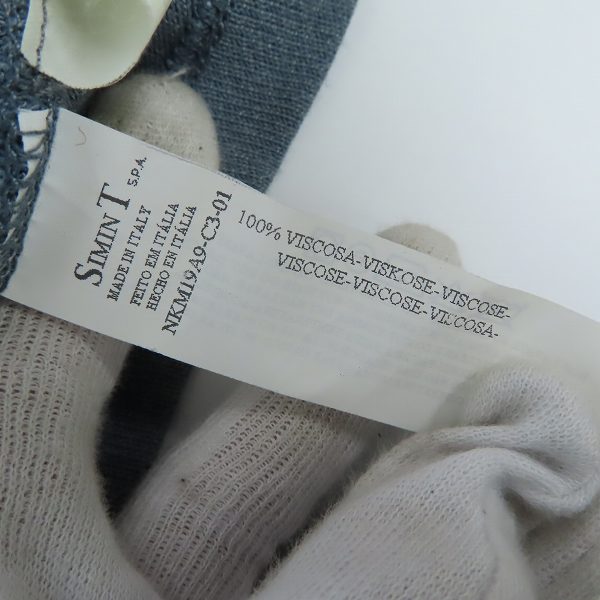 SIMIN T S.P.A.
MADE IN ITALY
FEITO EM ITÁLIA
HECHO EN ITÁLIA
NKM19A9-C3-01
100% VISCOSA-VISKOSE-VISCOSE-
VISCOSE-VISCOSE-VISCOSA-